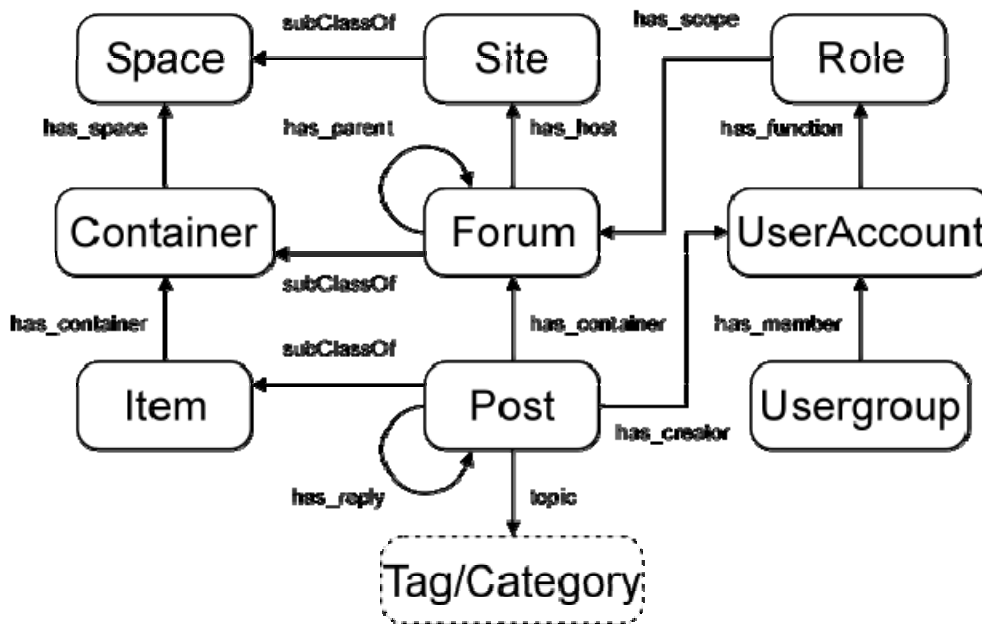 subClassOf
has_scope
Space
Site
Role
has_space
has_parent
has_host
has_function
Container
Forum
UserAccount
subClassOf
has_container
has_container
has_member
subClassOf
Item
Post
Usergroup
has_creator
has_reply
topic
Tag/Category